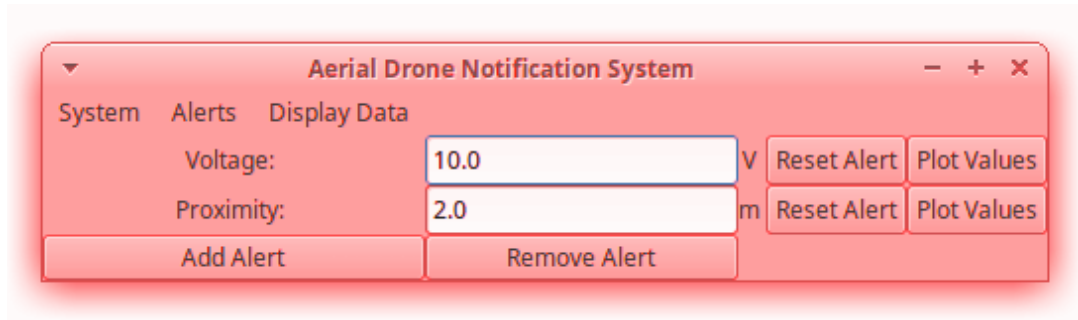 Aerial Drone Notification System
System Alerts Display Data
Voltage: 10.0 V Reset Alert Plot Values
Proximity: 2.0 m Reset Alert Plot Values
Add Alert Remove Alert